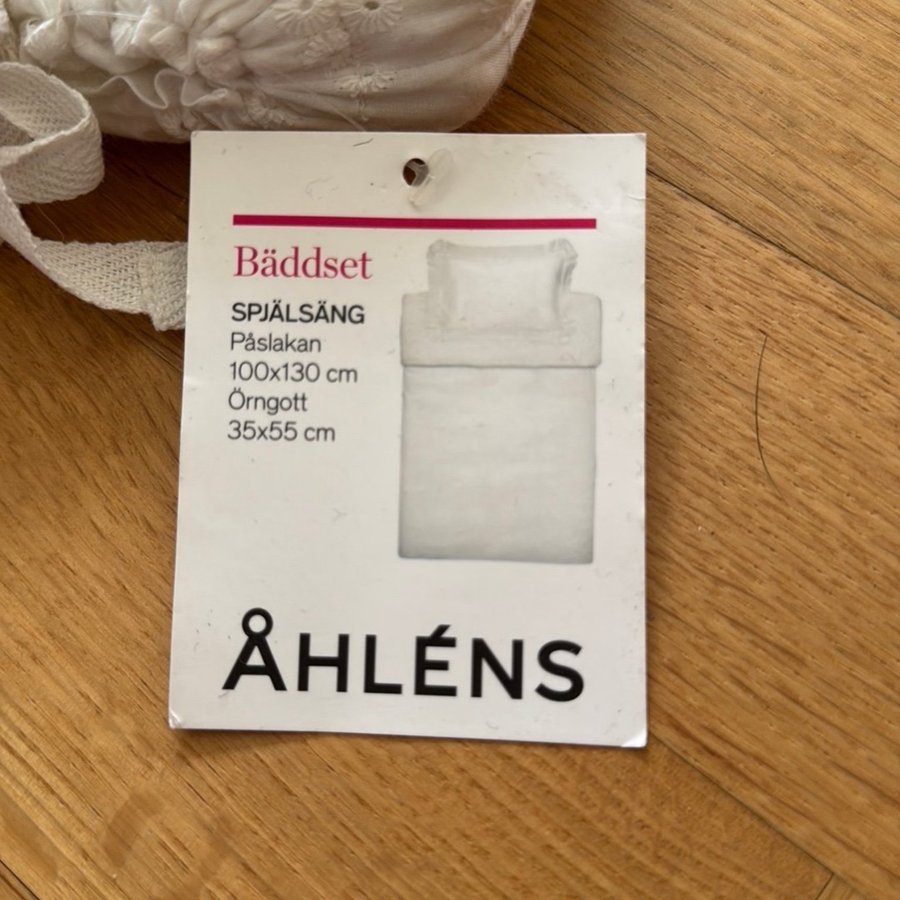 Bäddset
SPJÄLSÄNG
Påslakan
100x130 cm
Örngott
35x55 cm
ÅHLÉNS